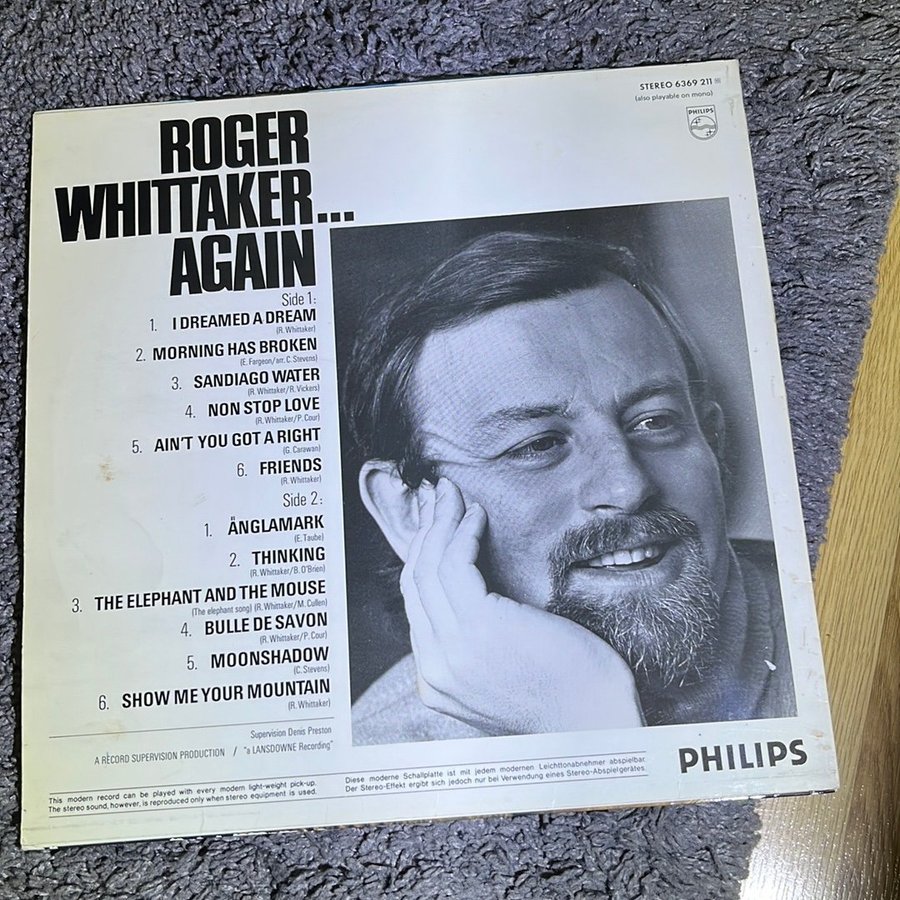 STEREO 6369 211
(also playable on mono)
PHILIPS
ROGER
WHITTAKER...
AGAIN
Side 1:
1. I DREAMED A DREAM
(R. Whittaker)
2. MORNING HAS BROKEN
(E. Fargeon/arr. C. Stevens)
3. SANDIAGO WATER
(R. Whittaker/R. Vickers)
4. NON STOP LOVE
(R. Whittaker/P. Cour)
5. AIN'T YOU GOT A RIGHT
(G. Carawan)
6. FRIENDS
(R. Whittaker)
Side 2:
1. ÄNGLAMARK
(E. Taube)
2. THINKING
(R. Whittaker/B. O'Brien)
3. THE ELEPHANT AND THE MOUSE
(The elephant song) (R. Whittaker/M. Cullen)
4. BULLE DE SAVON
(R. Whittaker/P. Cour)
5. MOONSHADOW
(C. Stevens)
6. SHOW ME YOUR MOUNTAIN
(R. Whittaker)
Supervision Denis Preston
A RECORD SUPERVISION PRODUCTION / "a LANSDOWNE Recording"
This modern record can be played with every modern light-weight pick-up.
The stereo sound, however, is reproduced only when stereo equipment is used.
Diese moderne Schallplatte ist mit jedem modernen Leichttonabnehmer abspielbar.
Der Stereo-Effekt ergibt sich jedoch nur bei Verwendung eines Stereo-Abspielgerätes.
PHILIPS